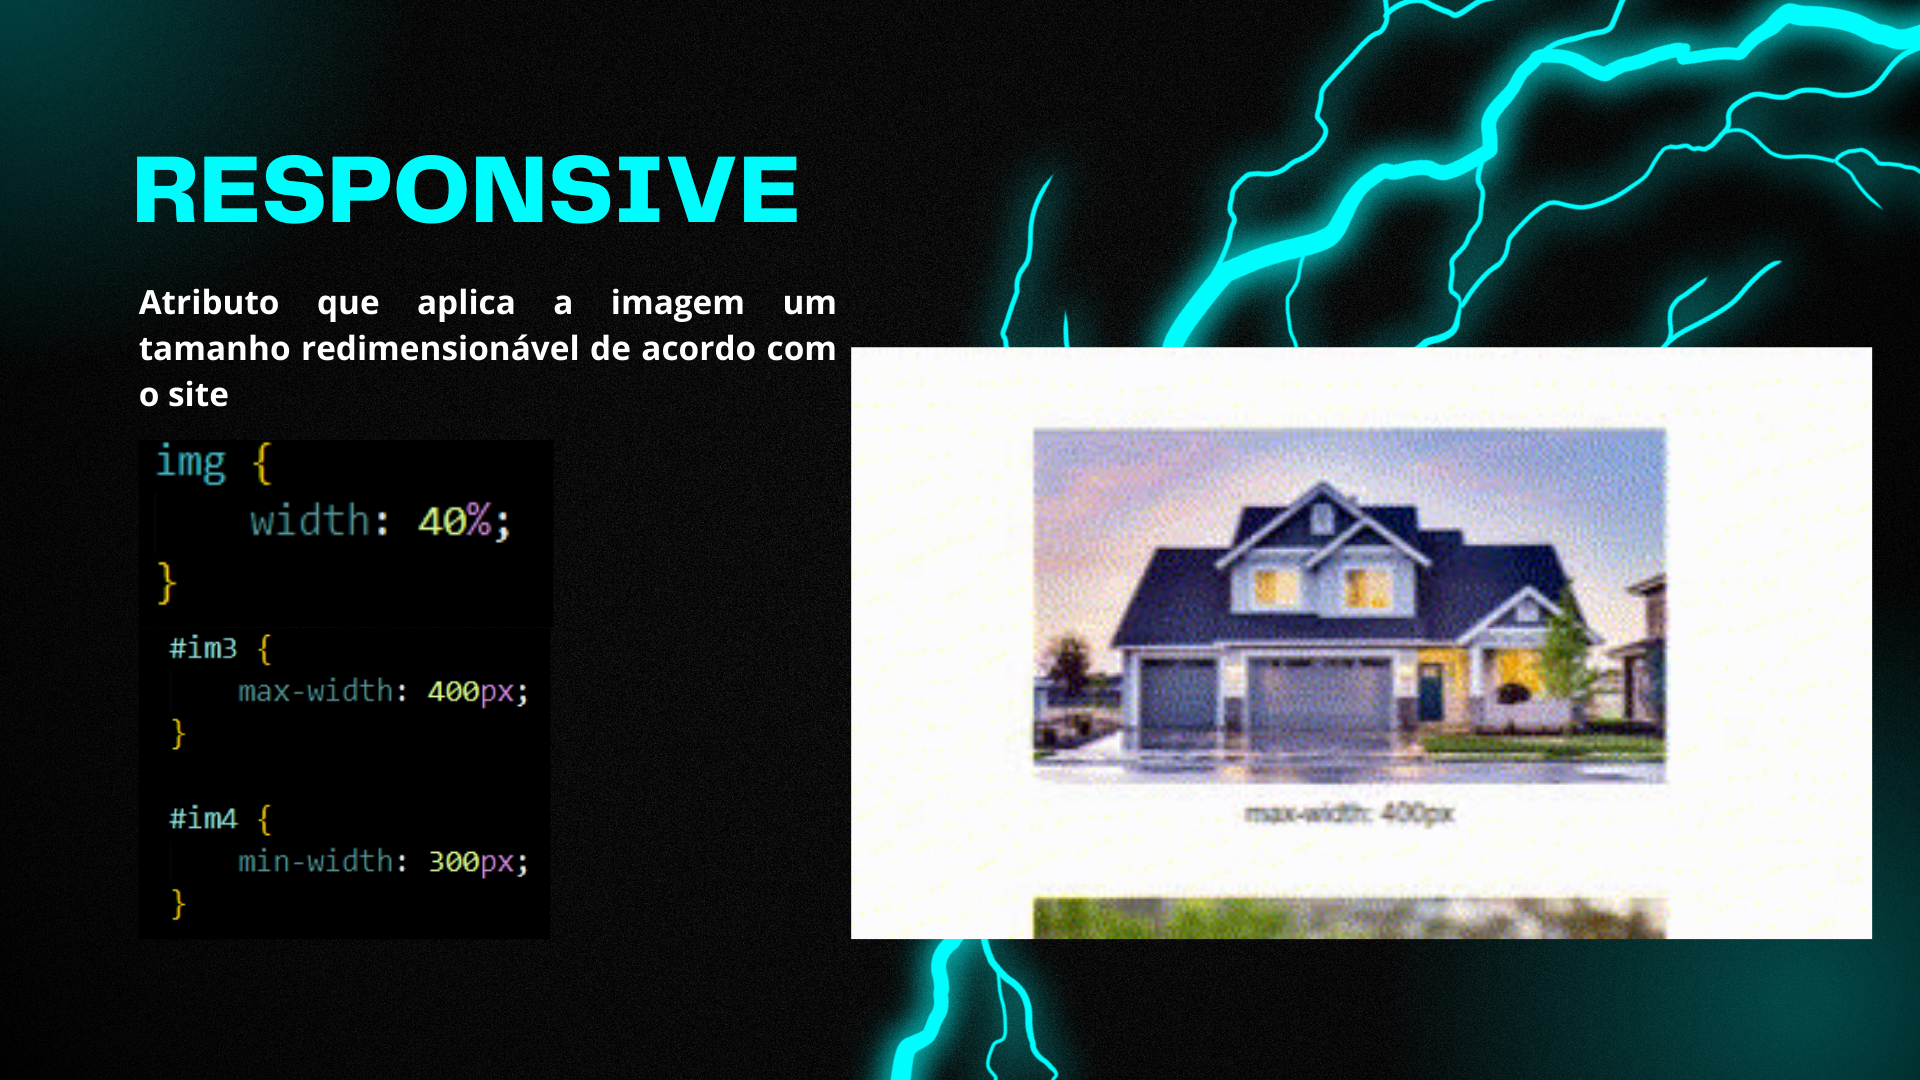 RESPONSIVE
Atributo que aplica a imagem um
tamanho redimensionável de acordo com
o site
img {
width: 40%;
}
#im3 {
max-width: 400px;
}
#im4 {
min-width: 300px;
}
max-width: 400px